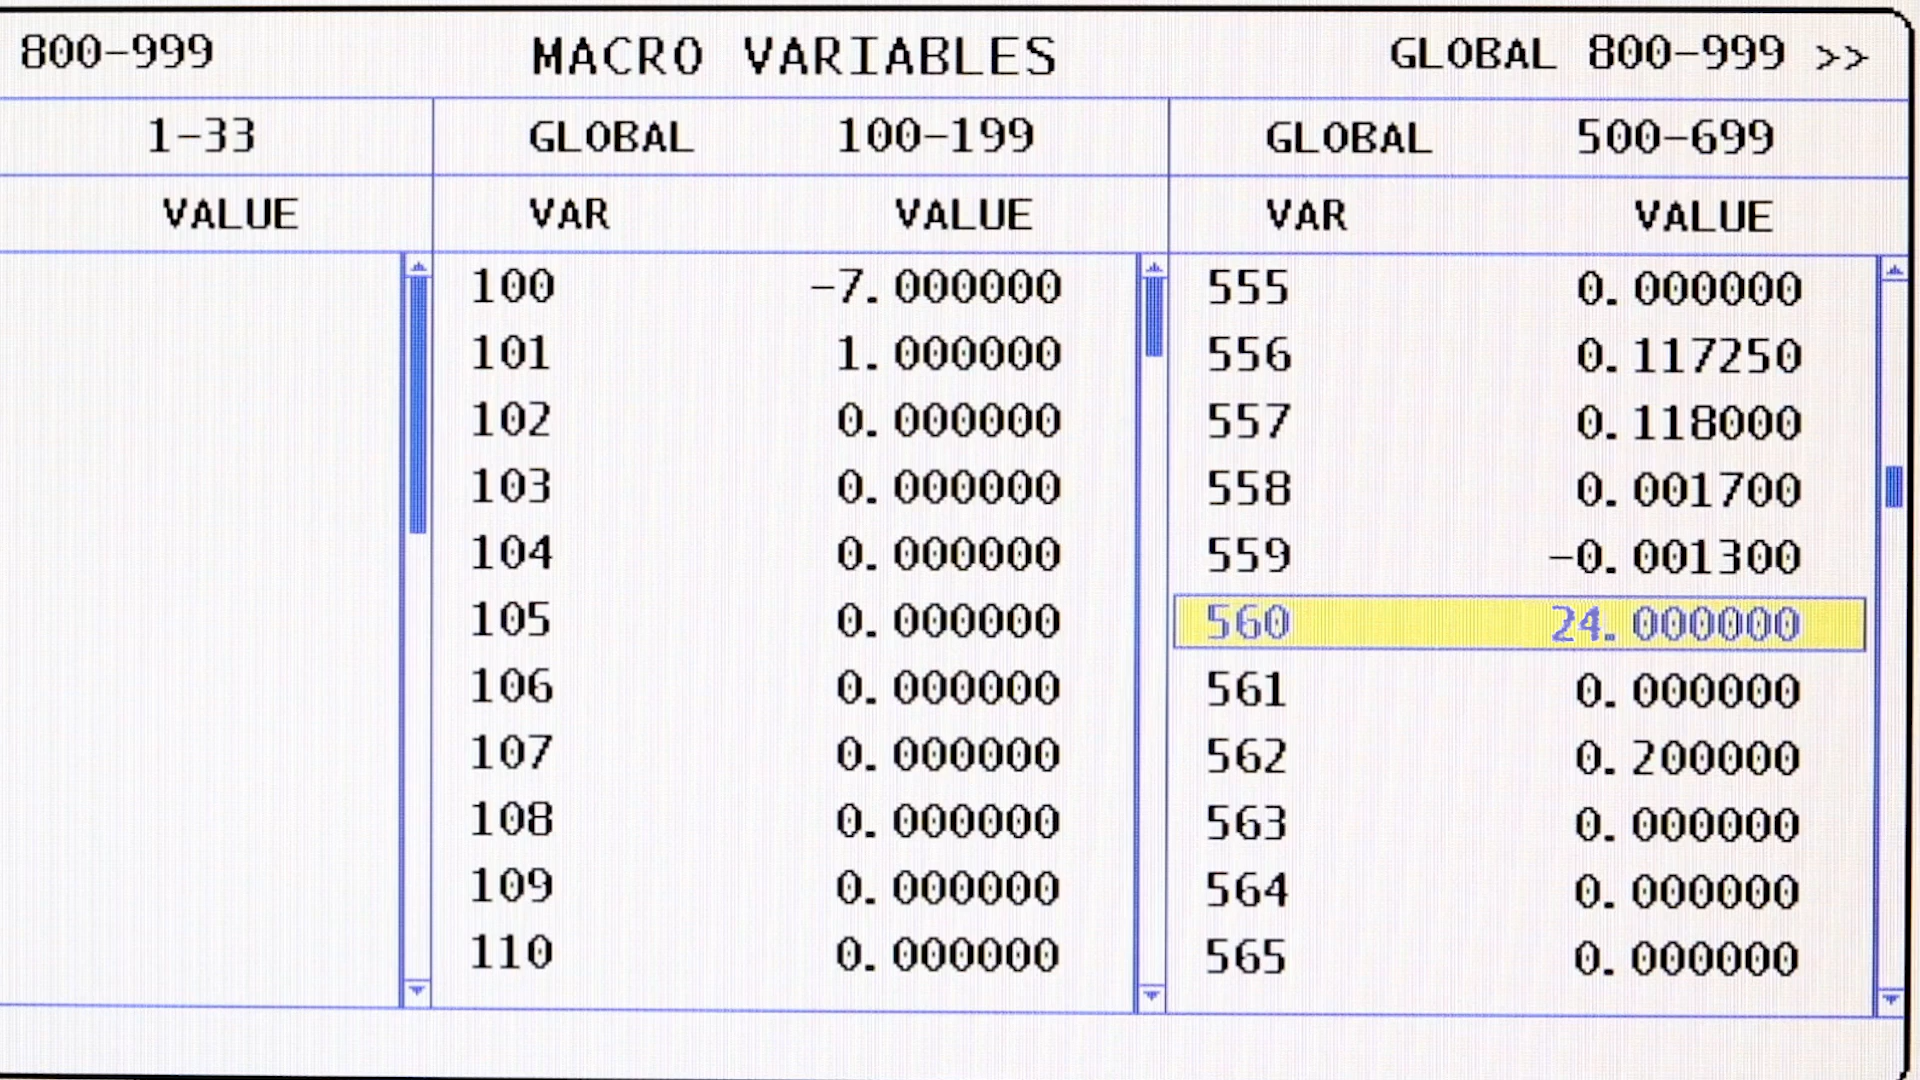 800-999 MACRO VARIABLES GLOBAL 800-999 >>
1-33 GLOBAL 100-199 GLOBAL 500-699
VALUE VAR VALUE VAR VALUE
100 -7.000000 555 0.000000
101 1.000000 556 0.117250
102 0.000000 557 0.118000
103 0.000000 558 0.001700
104 0.000000 559 -0.001300
105 0.000000 560 24.000000
106 0.000000 561 0.000000
107 0.000000 562 0.200000
108 0.000000 563 0.000000
109 0.000000 564 0.000000
110 0.000000 565 0.000000